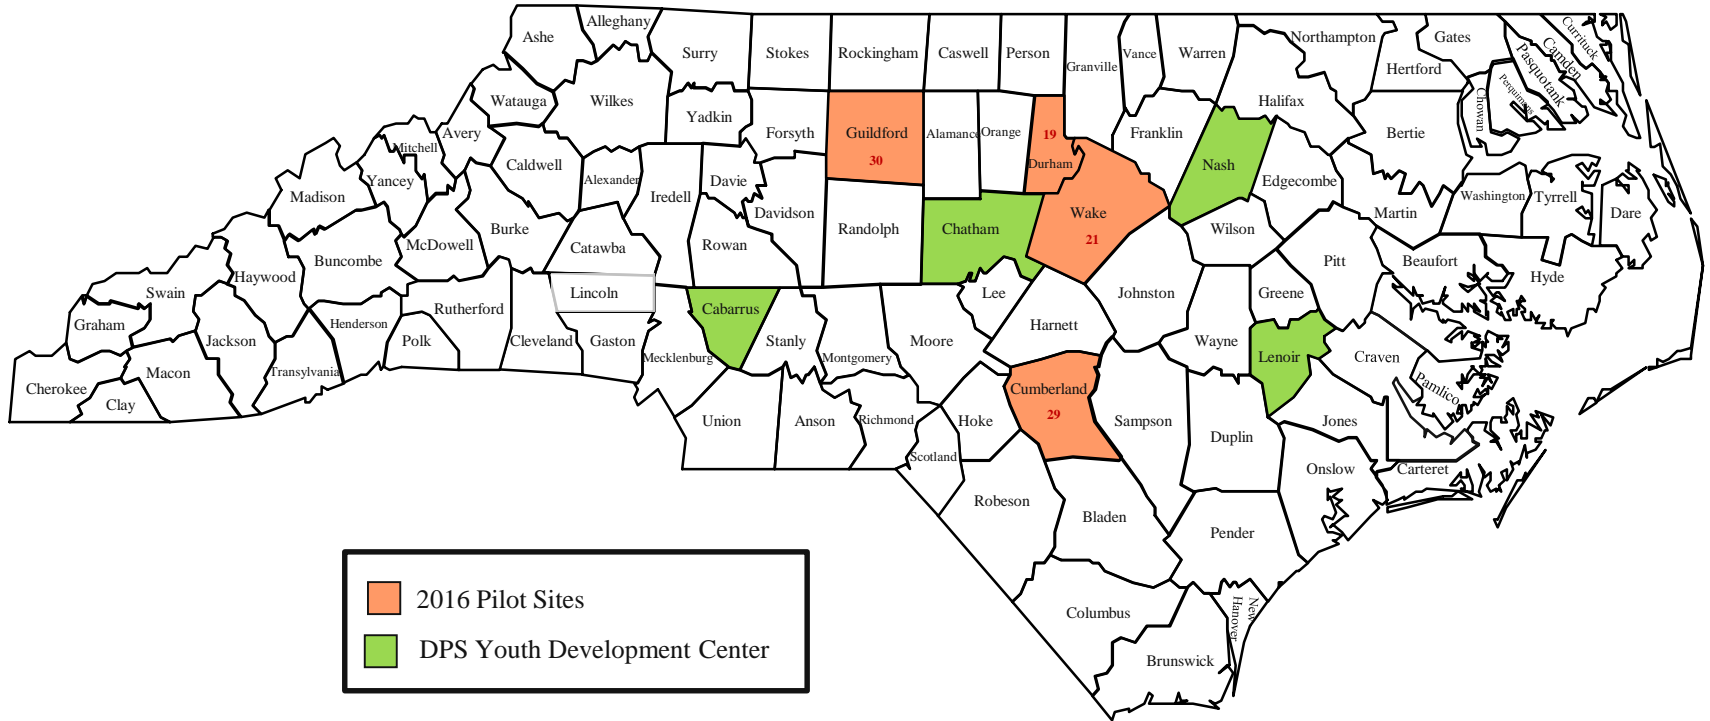 Alleghany
Ashe
Surry
Stokes
Rockingham
Caswell
Person
Granville
Vance
Warren
Northampton
Gates
Currituck
Camden
Pasquotank
Perquimans
Chowan
Hertford
Halifax
Bertie
Watauga
Wilkes
Yadkin
Forsyth
Guildford
30
Alamance
Orange
19
Durham
Franklin
Nash
Edgecombe
Avery
Mitchell
Yancey
Madison
Caldwell
Alexander
Iredell
Davie
Davidson
Randolph
Chatham
Wake
21
Wilson
Martin
Washington
Tyrrell
Dare
McDowell
Burke
Catawba
Rowan
Buncombe
Haywood
Swain
Graham
Lincoln
Cabarrus
Lee
Johnston
Greene
Pitt
Beaufort
Hyde
Rutherford
Henderson
Polk
Cleveland
Gaston
Mecklenburg
Stanly
Montgomery
Moore
Harnett
Wayne
Lenoir
Craven
Pamlico
Jackson
Macon
Transylvania
Cherokee
Clay
Union
Anson
Richmond
Scotland
Hoke
Cumberland
29
Sampson
Duplin
Jones
Onslow
Carteret
Robeson
Bladen
Pender
Columbus
New
Hanover
Brunswick
2016 Pilot Sites
DPS Youth Development Center